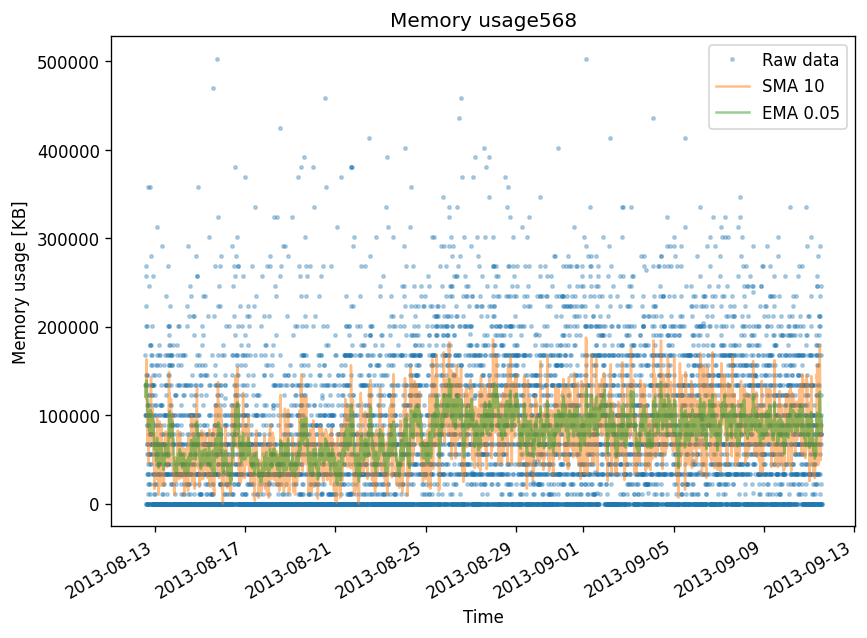 Memory usage568
500000
400000
300000
200000
100000
0
Memory usage [KB]
Raw data
SMA 10
EMA 0.05
2013-08-13
2013-08-17
2013-08-21
2013-08-25
2013-08-29
2013-09-01
2013-09-05
2013-09-09
2013-09-13
Time